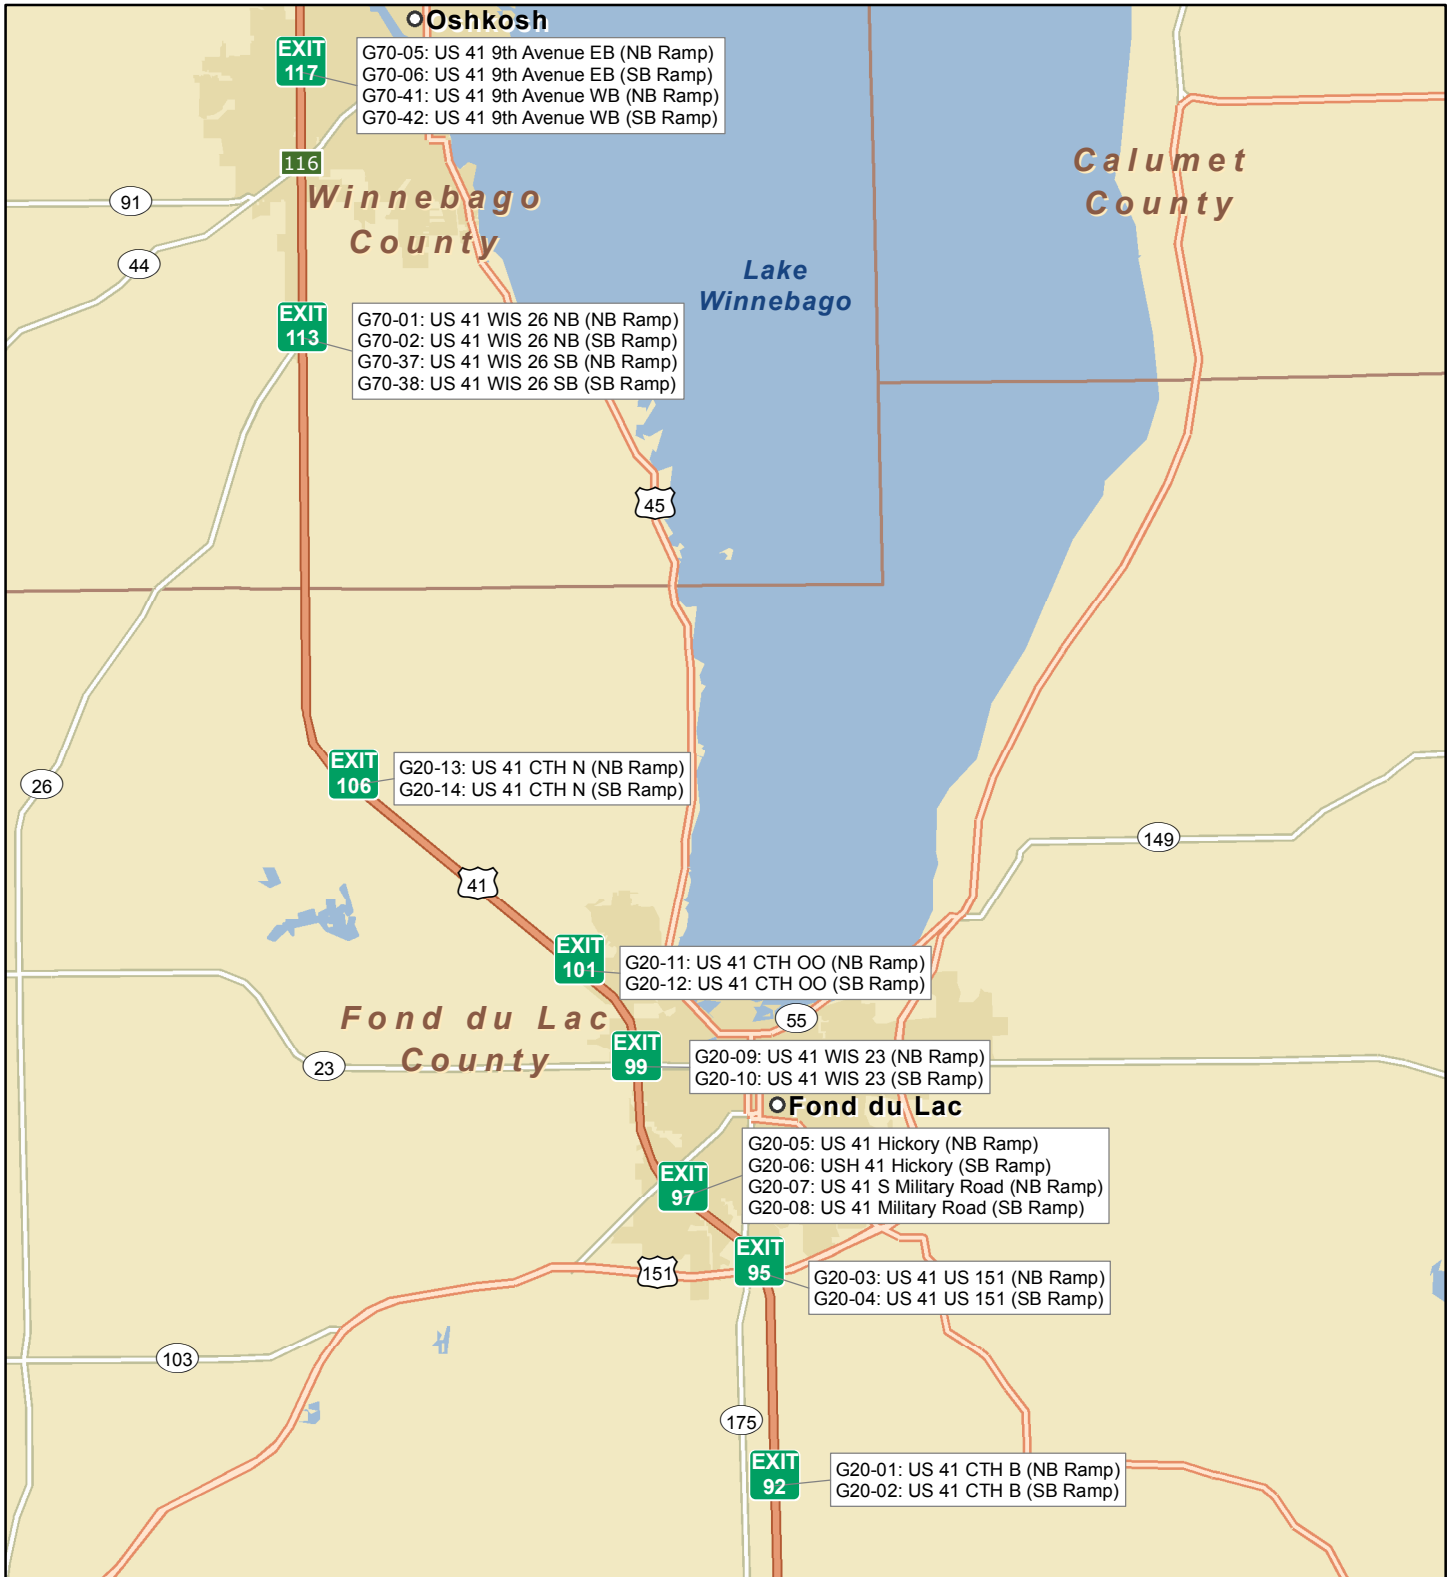 Oshkosh
EXIT
117
G70-05: US 41 9th Avenue EB (NB Ramp)
G70-06: US 41 9th Avenue EB (SB Ramp)
G70-41: US 41 9th Avenue WB (NB Ramp)
G70-42: US 41 9th Avenue WB (SB Ramp)
116
Calumet
County
91
Winnebago
County
44
Lake
Winnebago
EXIT
113
G70-01: US 41 WIS 26 NB (NB Ramp)
G70-02: US 41 WIS 26 NB (SB Ramp)
G70-37: US 41 WIS 26 SB (NB Ramp)
G70-38: US 41 WIS 26 SB (SB Ramp)
45
EXIT
106
G20-13: US 41 CTH N (NB Ramp)
G20-14: US 41 CTH N (SB Ramp)
26
149
41
EXIT
101
G20-11: US 41 CTH OO (NB Ramp)
G20-12: US 41 CTH OO (SB Ramp)
55
Fond du Lac
County
23
EXIT
99
G20-09: US 41 WIS 23 (NB Ramp)
G20-10: US 41 WIS 23 (SB Ramp)
Fond du Lac
EXIT
97
G20-05: US 41 Hickory (NB Ramp)
G20-06: USH 41 Hickory (SB Ramp)
G20-07: US 41 S Military Road (NB Ramp)
G20-08: US 41 Military Road (SB Ramp)
151
EXIT
95
G20-03: US 41 US 151 (NB Ramp)
G20-04: US 41 US 151 (SB Ramp)
103
175
EXIT
92
G20-01: US 41 CTH B (NB Ramp)
G20-02: US 41 CTH B (SB Ramp)